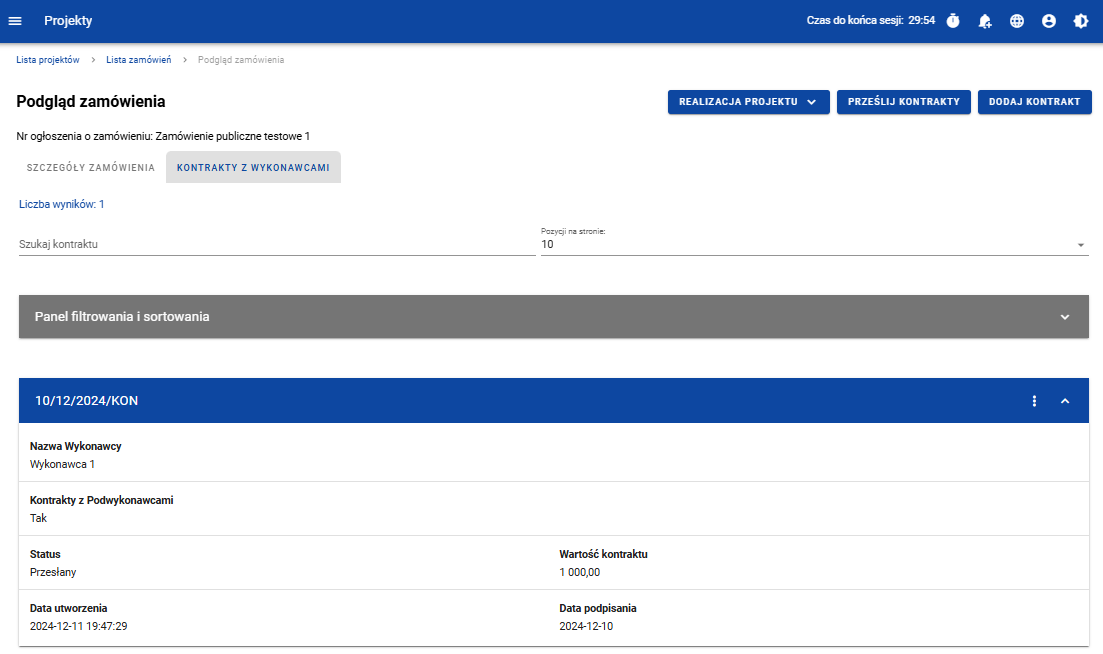 Projekty
Czas do końca sesji: 29:54
Lista projektów > Lista zamówień > Podgląd zamówienia
Podgląd zamówienia
REALIZACJA PROJEKTU
PRZEŚLIJ KONTRAKTY
DODAJ KONTRAKT
Nr ogłoszenia o zamówieniu: Zamówienie publiczne testowe 1
SZCZEGÓŁY ZAMÓWIENIA
KONTRAKTY Z WYKONAWCAMI
Liczba wyników: 1
Szukaj kontraktu
Pozycji na stronie:
10
Panel filtrowania i sortowania
10/12/2024/KON
Nazwa Wykonawcy
Wykonawca 1
Kontrakty z Podwykonawcami
Tak
Status
Przesłany
Wartość kontraktu
1 000,00
Data utworzenia
2024-12-11 19:47:29
Data podpisania
2024-12-10